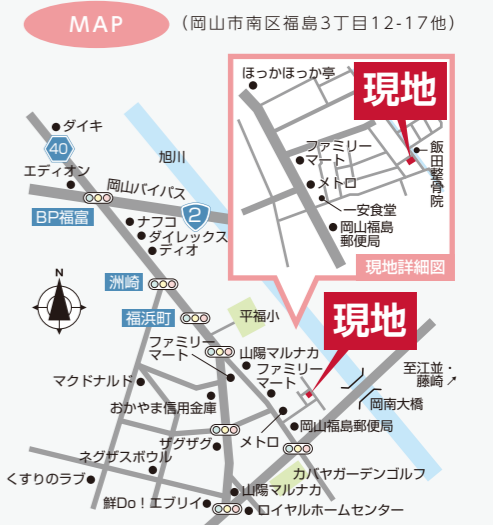 MAP
(岡山市南区福島3丁目12-17他)
ほっかほっか亭
現地
ファミリー
マート
飯田整骨院
メトロ
一安食堂
岡山福島
郵便局
現地詳細図
ダイキ
40
旭川
エディオン
岡山バイパス
BP福富
2
ナフコ
ダイレックス
ディオ
洲崎
N
福浜町
平福小
現地
ファミリー
マート
山陽マルナカ
ファミリー
マート
至江並・
藤崎
マクドナルド
岡南大橋
おかやま信用金庫
メトロ
岡山福島郵便局
ザグザグ
ネグザスボウル
カバヤガーデンゴルフ
くすりのラブ
山陽マルナカ
鮮Do!エブリイ
ロイヤルホームセンター